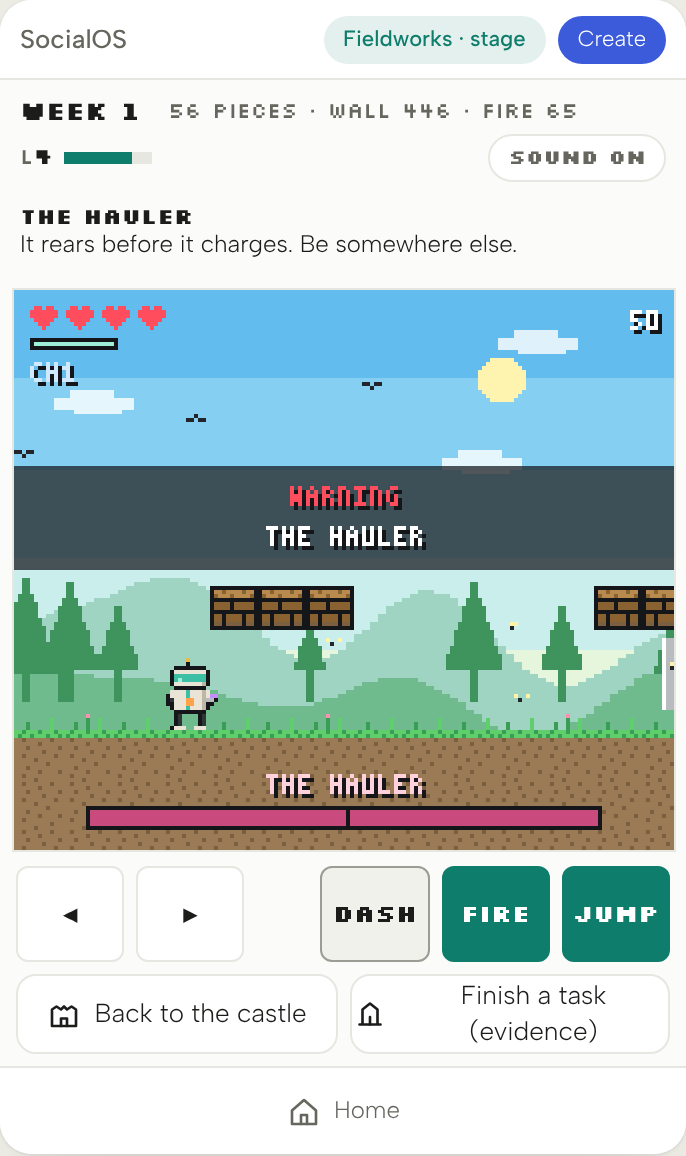 SocialOS
Fieldworks · stage
Create
WEEK 1
56 PIECES · WALL 446 · FIRE 65
L4
SOUND ON
THE HAULER
It rears before it charges. Be somewhere else.
50
CH1
WARNING
THE HAULER
THE HAULER
DASH
FIRE
JUMP
Back to the castle
Finish a task
(evidence)
Home